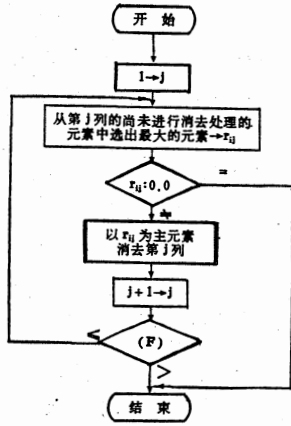 开 始
1→j
从第j列的尚未进行消去处理的
元素中选出最大的元素→rij
rij:0.0
=
≠
以rij为主元素
消去第j列
j+1→j
≤
(F)
>
结 束